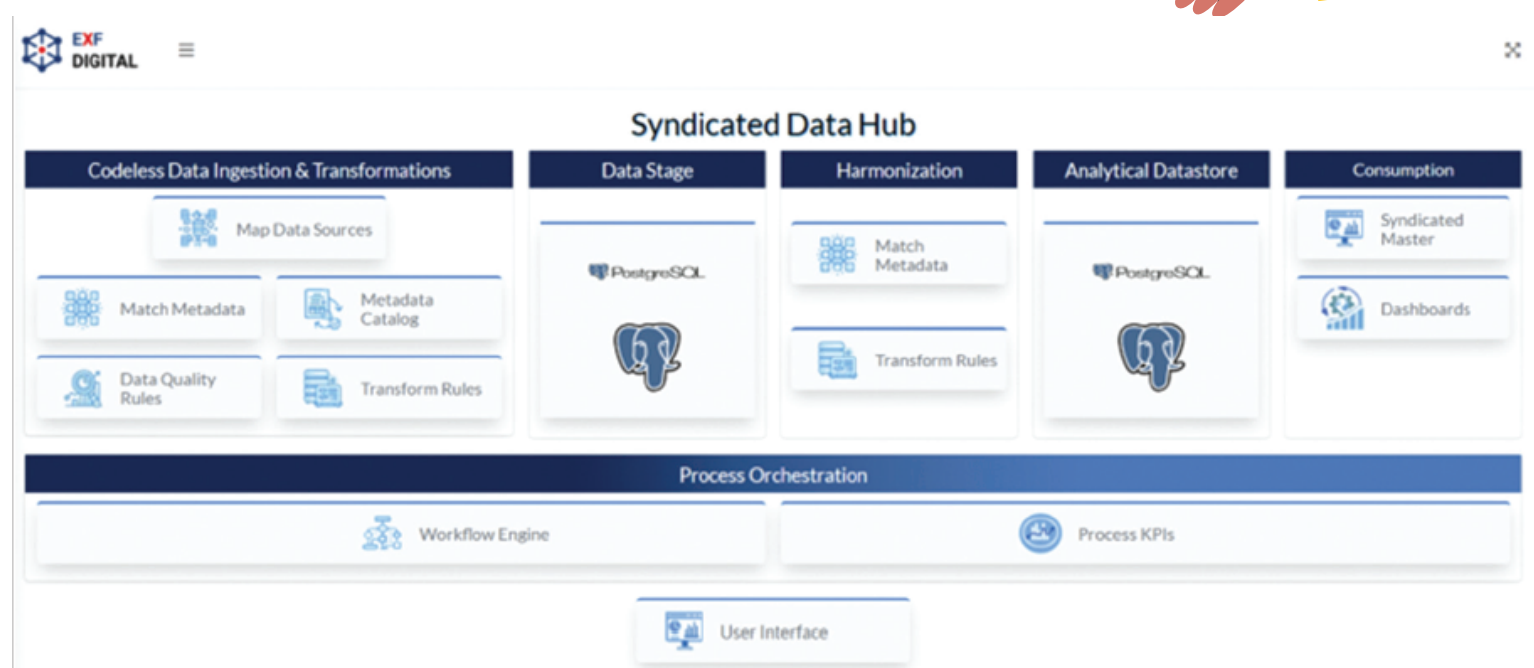 EXF
DIGITAL
Syndicated Data Hub
Codeless Data Ingestion & Transformations
Map Data Sources
Match Metadata
Metadata
Catalog
Data Quality
Rules
Transform Rules
Data Stage
PostgreSQL
Harmonization
Match
Metadata
Transform Rules
Analytical Datastore
PostgreSQL
Consumption
Syndicated
Master
Dashboards
Process Orchestration
Workflow Engine
Process KPIs
User Interface